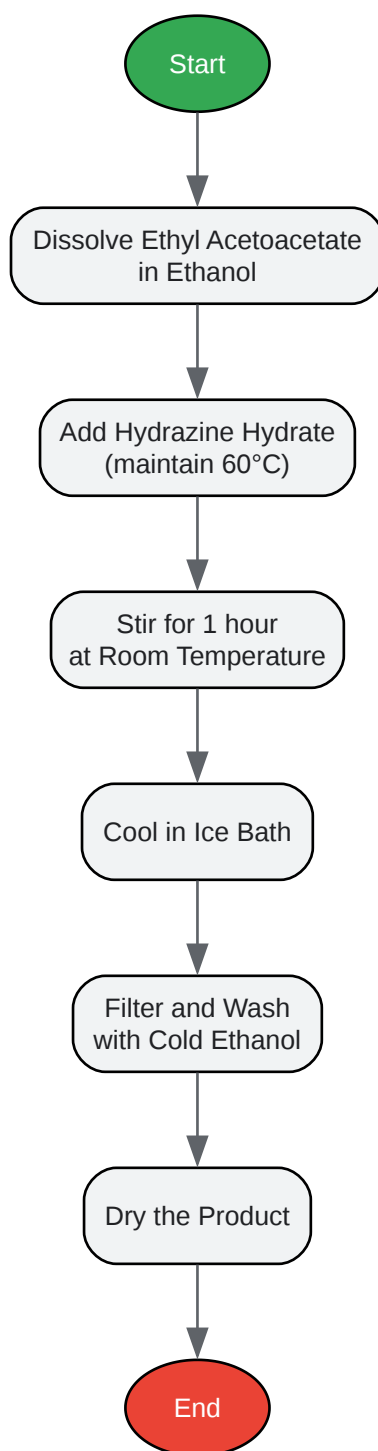 Start
Dissolve Ethyl Acetoacetate
in Ethanol
Add Hydrazine Hydrate
(maintain 60°C)
Stir for 1 hour
at Room Temperature
Cool in Ice Bath
Filter and Wash
with Cold Ethanol
Dry the Product
End